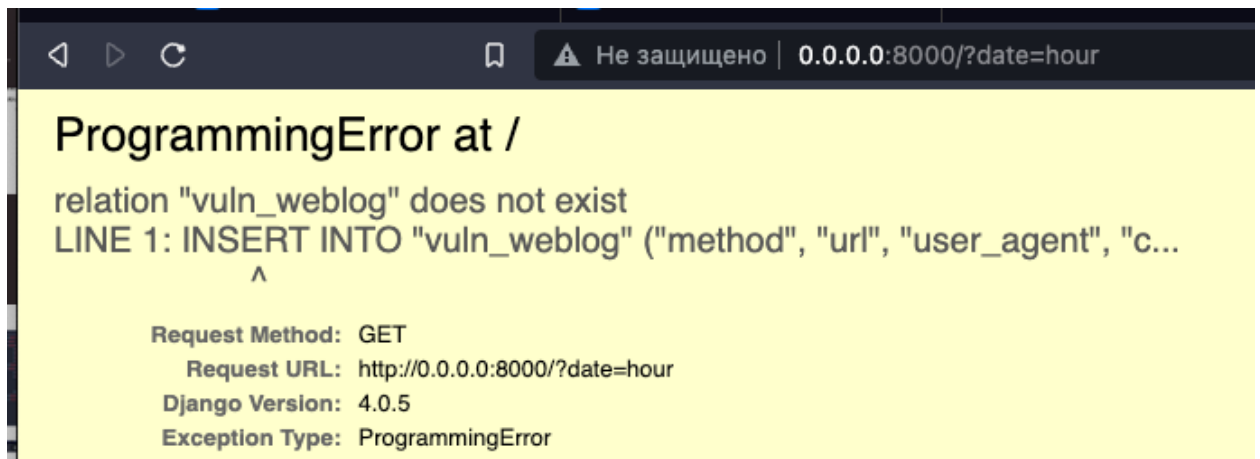 Не защищено 0.0.0.0:8000/?date=hour
ProgrammingError at /
relation "vuln_weblog" does not exist
LINE 1: INSERT INTO "vuln_weblog" ("method", "url", "user_agent", "c...
^
Request Method: GET
Request URL: http://0.0.0.0:8000/?date=hour
Django Version: 4.0.5
Exception Type: ProgrammingError